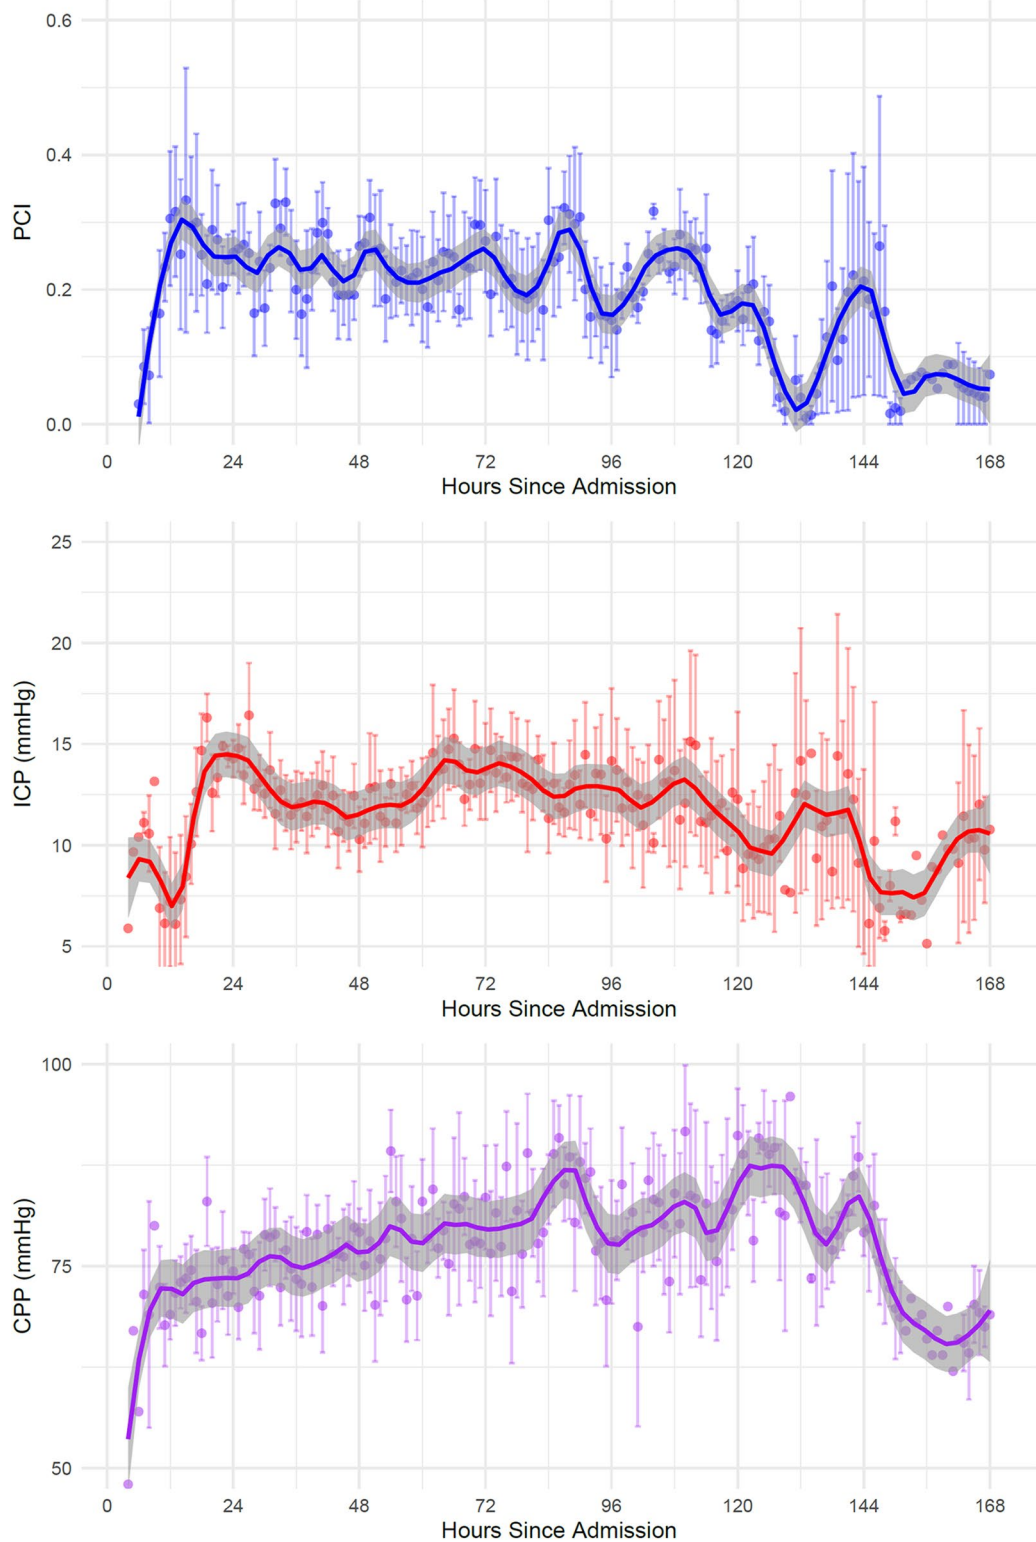 0.6
0.4
0.2
0.0
PCI
0 24 48 72 96 120 144 168
Hours Since Admission
25
20
15
10
5
ICP (mmHg)
0 24 48 72 96 120 144 168
Hours Since Admission
100
75
50
CPP (mmHg)
0 24 48 72 96 120 144 168
Hours Since Admission